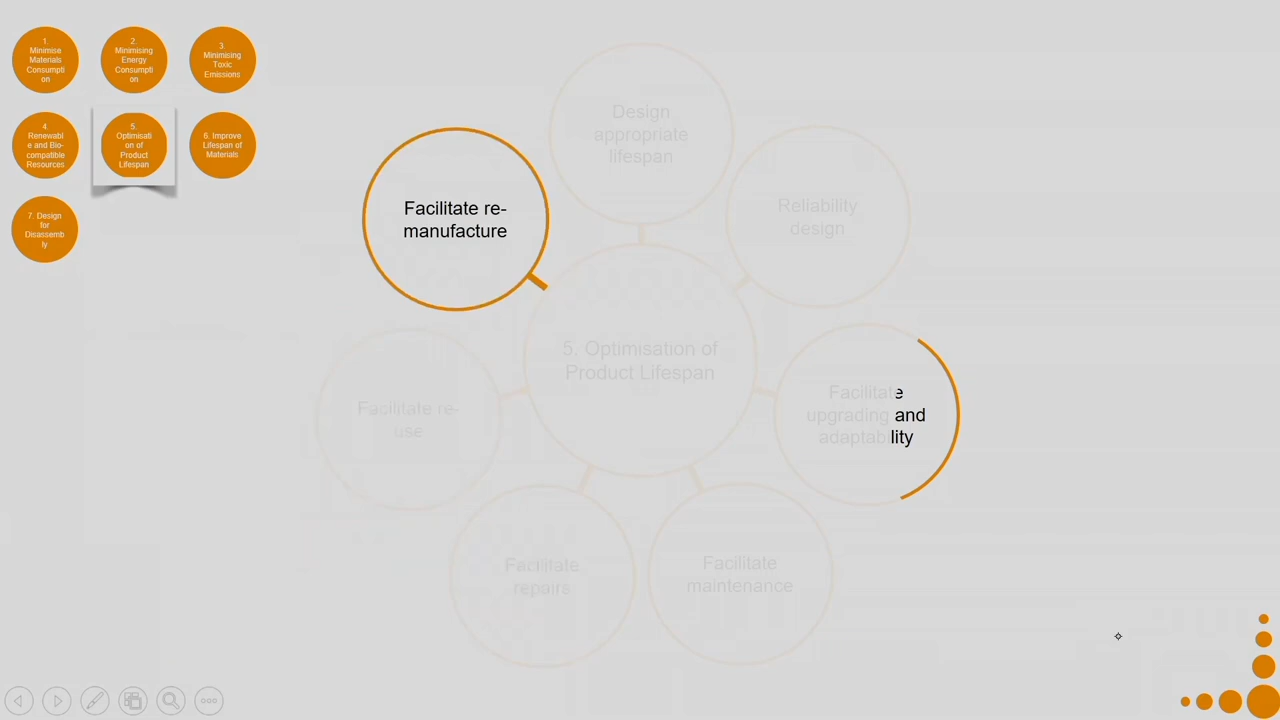 1.
Minimise
Materials
Consumpti
on
2.
Minimising
Energy
Consumpti
on
3.
Minimising
Toxic
Emissions
4.
Renewabl
e and Bio-
compatible
Resources
5.
Optimisati
on of
Product
Lifespan
6. Improve
Lifespan of
Materials
7. Design
for
Disassemb
ly
Design
appropriate
lifespan
Reliability
design
Facilitate
upgrading and
adaptability
Facilitate
maintenance
Facilitate
repairs
Facilitate re-
use
Facilitate re-
manufacture
5. Optimisation of
Product Lifespan